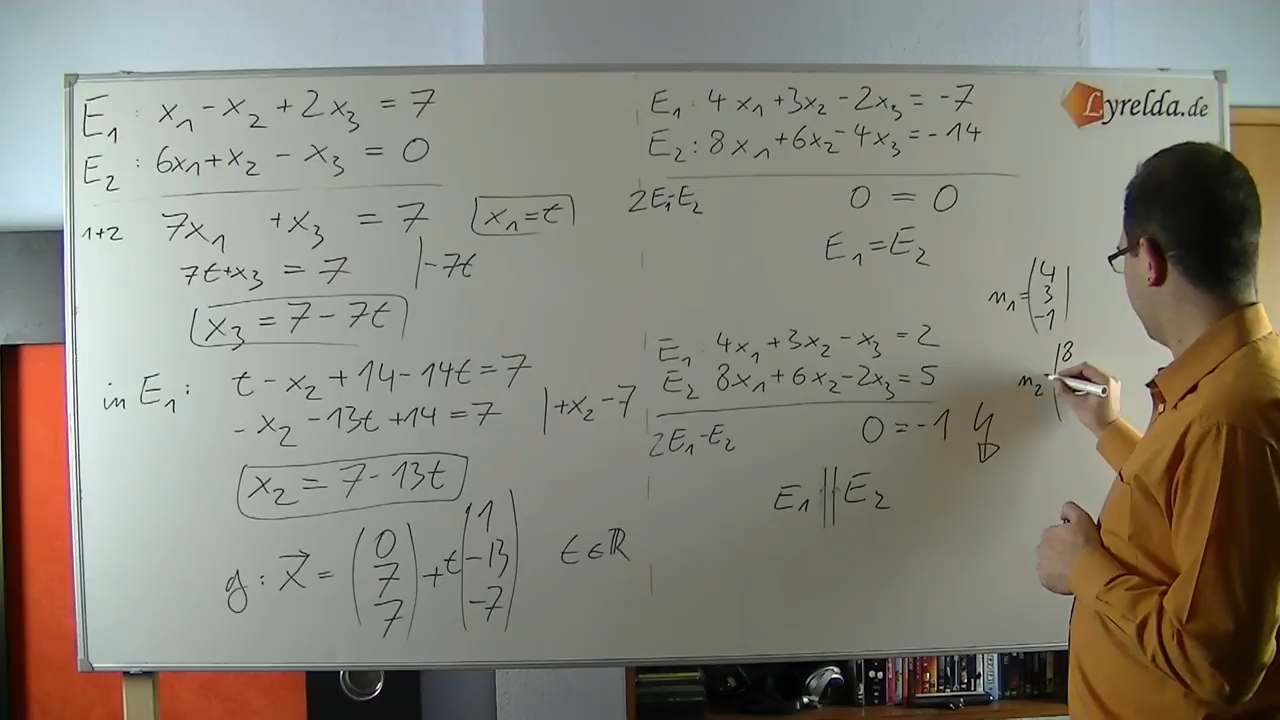 E₁: x₁ - x₂ + 2x₃ = 7
E₂: 6x₁ + x₂ - x₃ = 0
1+2 7x₁ + x₃ = 7 x₁ = t
7t + x₃ = 7 | -7t
x₃ = 7 - 7t
in E₁: t - x₂ + 14 - 14t = 7
-x₂ - 13t + 14 = 7 | +x₂ - 7
x₂ = 7 - 13t
g: x⃗ = (0 7 7) + t (1 -13 -7) t ∈ ℝ
E₁: 4x₁ + 3x₂ - 2x₃ = -7
E₂: 8x₁ + 6x₂ - 4x₃ = -14
2E₁-E₂ 0 = 0
E₁ = E₂
E₁ 4x₁ + 3x₂ - x₃ = 2
E₂ 8x₁ + 6x₂ - 2x₃ = 5
2E₁-E₂ 0 = -1 ↯
E₁ || E₂
n₁ = (4 3 -1)
n₂ (8
Lyrelda.de